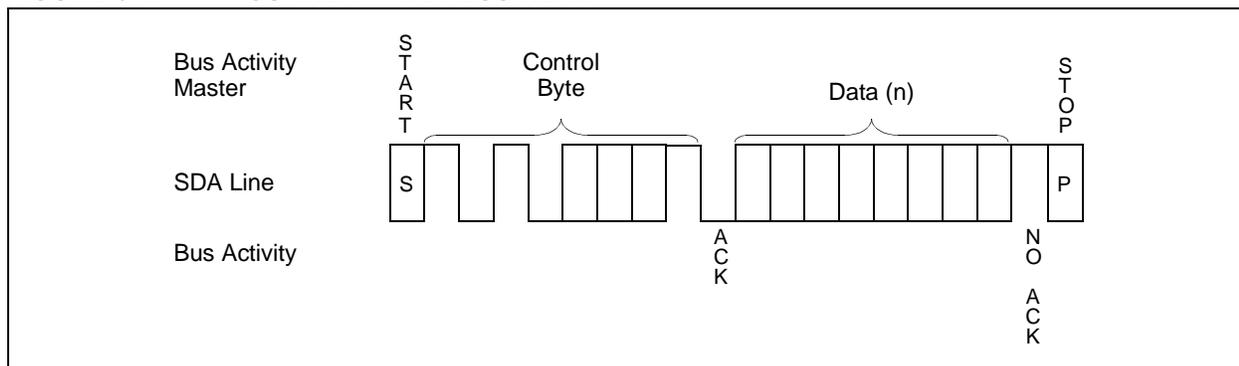 Bus Activity
Master
START
Control
Byte
Data (n)
STOP
SDA Line
S
P
Bus Activity
ACK
NO ACK